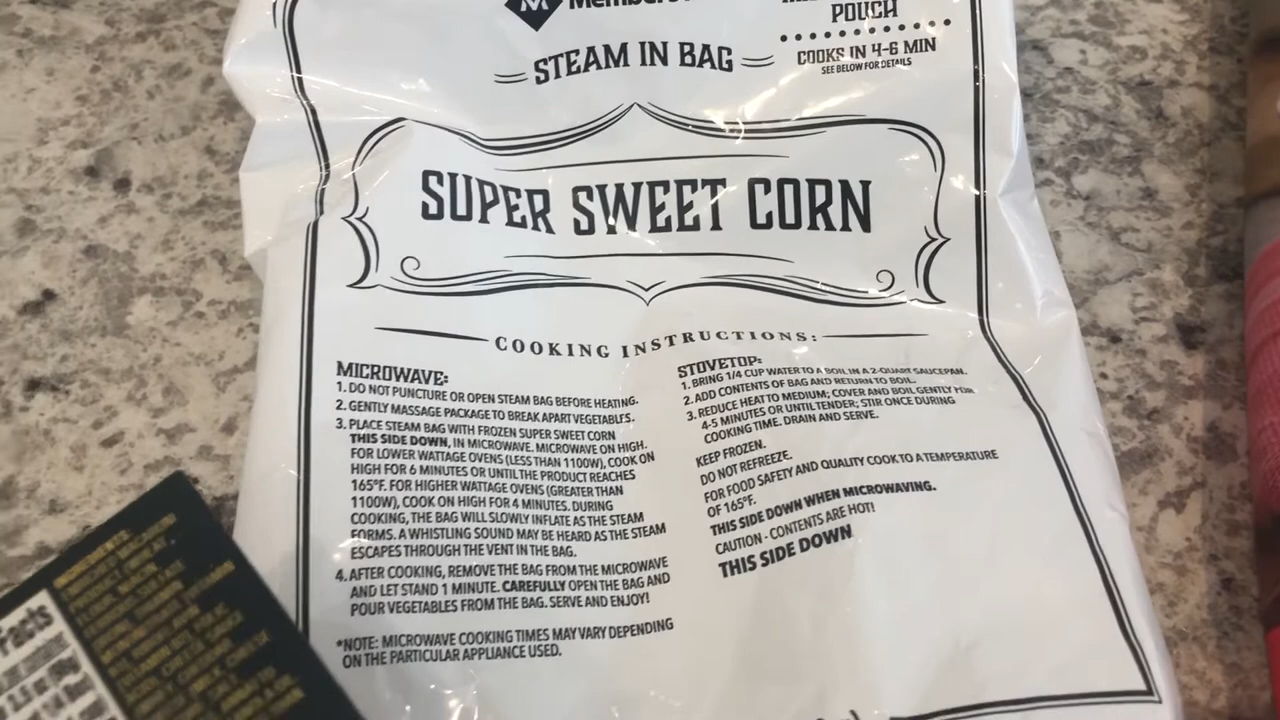 POUCH
STEAM IN BAG
COOKS IN 4-6 MIN
SEE BELOW FOR DETAILS
SUPER SWEET CORN
COOKING INSTRUCTIONS:
MICROWAVE:
1. DO NOT PUNCTURE OR OPEN STEAM BAG BEFORE HEATING.
2. GENTLY MASSAGE PACKAGE TO BREAK APART VEGETABLES.
3. PLACE STEAM BAG WITH FROZEN SUPER SWEET CORN
THIS SIDE DOWN, IN MICROWAVE. MICROWAVE ON HIGH.
FOR LOWER WATTAGE OVENS (LESS THAN 1100W), COOK ON
HIGH FOR 6 MINUTES OR UNTIL THE PRODUCT REACHES
165°F. FOR HIGHER WATTAGE OVENS (GREATER THAN
1100W), COOK ON HIGH FOR 4 MINUTES. DURING
COOKING, THE BAG WILL SLOWLY INFLATE AS THE STEAM
FORMS. A WHISTLING SOUND MAY BE HEARD AS THE STEAM
ESCAPES THROUGH THE VENT IN THE BAG.
4. AFTER COOKING, REMOVE THE BAG FROM THE MICROWAVE
AND LET STAND 1 MINUTE. CAREFULLY OPEN THE BAG AND
POUR VEGETABLES FROM THE BAG. SERVE AND ENJOY!
*NOTE: MICROWAVE COOKING TIMES MAY VARY DEPENDING
ON THE PARTICULAR APPLIANCE USED.
STOVETOP:
1. BRING 1/4 CUP WATER TO A BOIL IN A 2-QUART SAUCEPAN.
2. ADD CONTENTS OF BAG AND RETURN TO BOIL.
3. REDUCE HEAT TO MEDIUM; COVER AND BOIL GENTLY FOR
4-5 MINUTES OR UNTIL TENDER; STIR ONCE DURING
COOKING TIME. DRAIN AND SERVE.
KEEP FROZEN.
DO NOT REFREEZE.
FOR FOOD SAFETY AND QUALITY COOK TO A TEMPERATURE
OF 165°F.
THIS SIDE DOWN WHEN MICROWAVING.
CAUTION - CONTENTS ARE HOT!
THIS SIDE DOWN
Facts